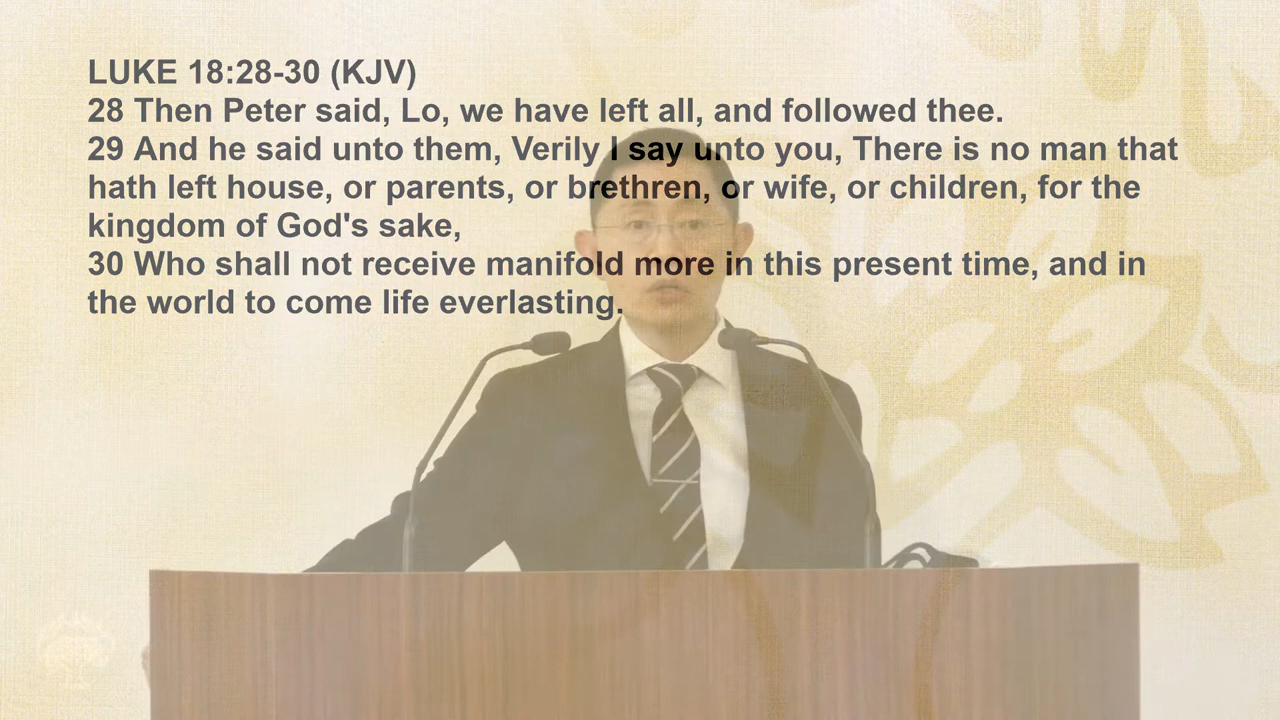 LUKE 18:28-30 (KJV)
28 Then Peter said, Lo, we have left all, and followed thee.
29 And he said unto them, Verily I say unto you, There is no man that
hath left house, or parents, or brethren, or wife, or children, for the
kingdom of God's sake,
30 Who shall not receive manifold more in this present time, and in
the world to come life everlasting.